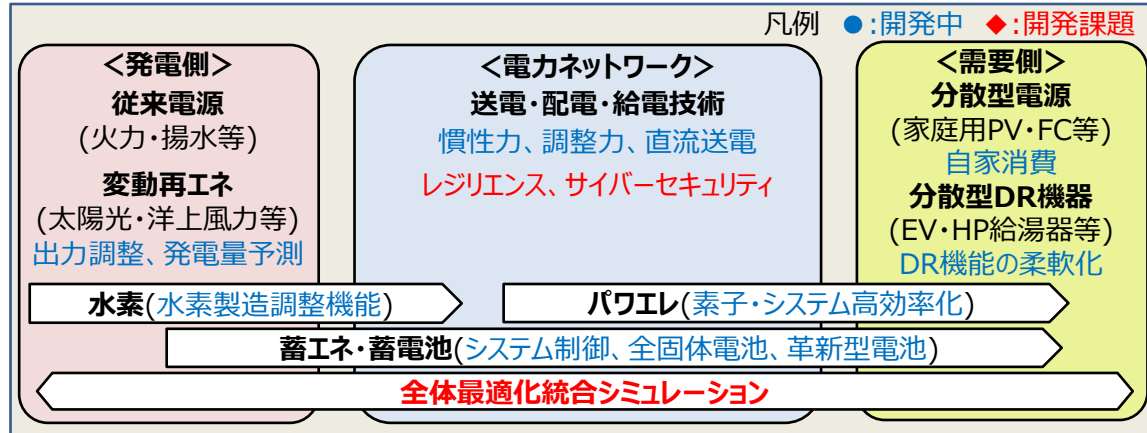 凡例 ●:開発中 ◆:開発課題
＜発電側＞
従来電源
(火力・揚水等)
変動再エネ
(太陽光・洋上風力等)
出力調整、発電量予測
＜電力ネットワーク＞
送電・配電・給電技術
慣性力、調整力、直流送電
レジリエンス、サイバーセキュリティ
＜需要側＞
分散型電源
(家庭用PV・FC等)
自家消費
分散型DR機器
(EV・HP給湯器等)
DR機能の柔軟化
水素(水素製造調整機能)
パワエレ(素子・システム高効率化)
蓄エネ・蓄電池(システム制御、全固体電池、革新型電池)
全体最適化統合シミュレーション